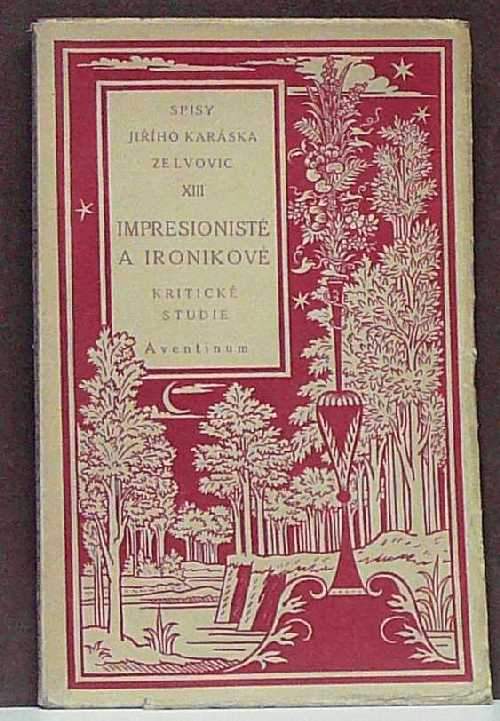 SPISY
JIŘÍHO KARÁSKA
ZE LVOVIC
XIII
IMPRESIONISTÉ
A IRONIKOVÉ
KRITICKÉ
STUDIE
Aventinum